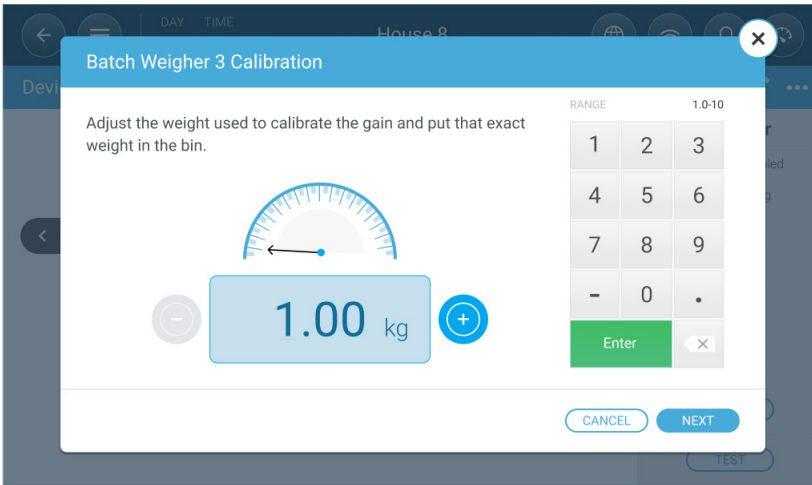 DAY TIME
House 8
Devi
Batch Weigher 3 Calibration
Adjust the weight used to calibrate the gain and put that exact
weight in the bin.
1.00 kg
RANGE 1.0-10
1 2 3
4 5 6
7 8 9
- 0 .
Enter
CANCEL NEXT
TEST